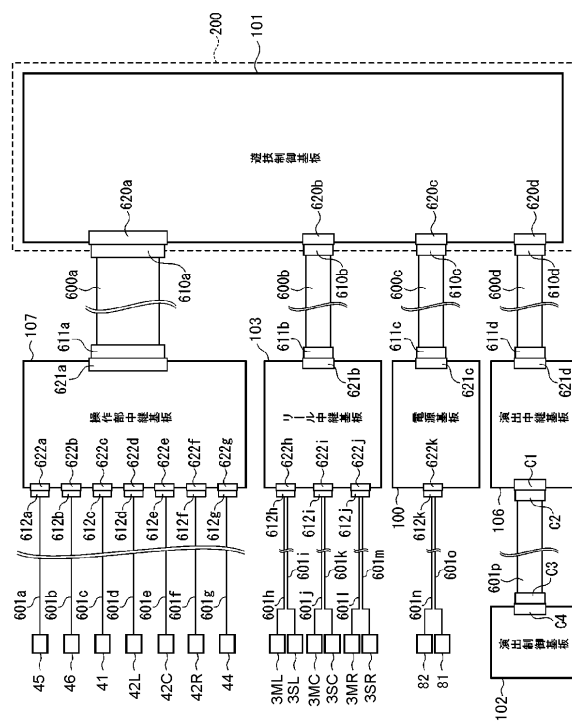 200
101
遊技制御基板
620a
620b
620c
620d
610a
610b
610c
610d
600a
600b
600c
600d
107
103
611a
611b
611c
611d
621a
621b
621c
621d
操作部中継基板
リール中継基板
電源基板
演出中継基板
622a
622b
622c
622d
622e
622f
622g
622h
622i
622j
622k
C1
612a
612b
612c
612d
612e
612f
612g
612h
612i
612j
612k
100
106
C2
601a
601b
601c
601d
601e
601f
601g
601h
601i
601j
601k
601l
601m
601n
601o
601p
C3
C4
45
46
41
42L
42C
42R
44
3ML
3SL
3MC
3SC
3MR
3SR
82
81
演出制御基板
102